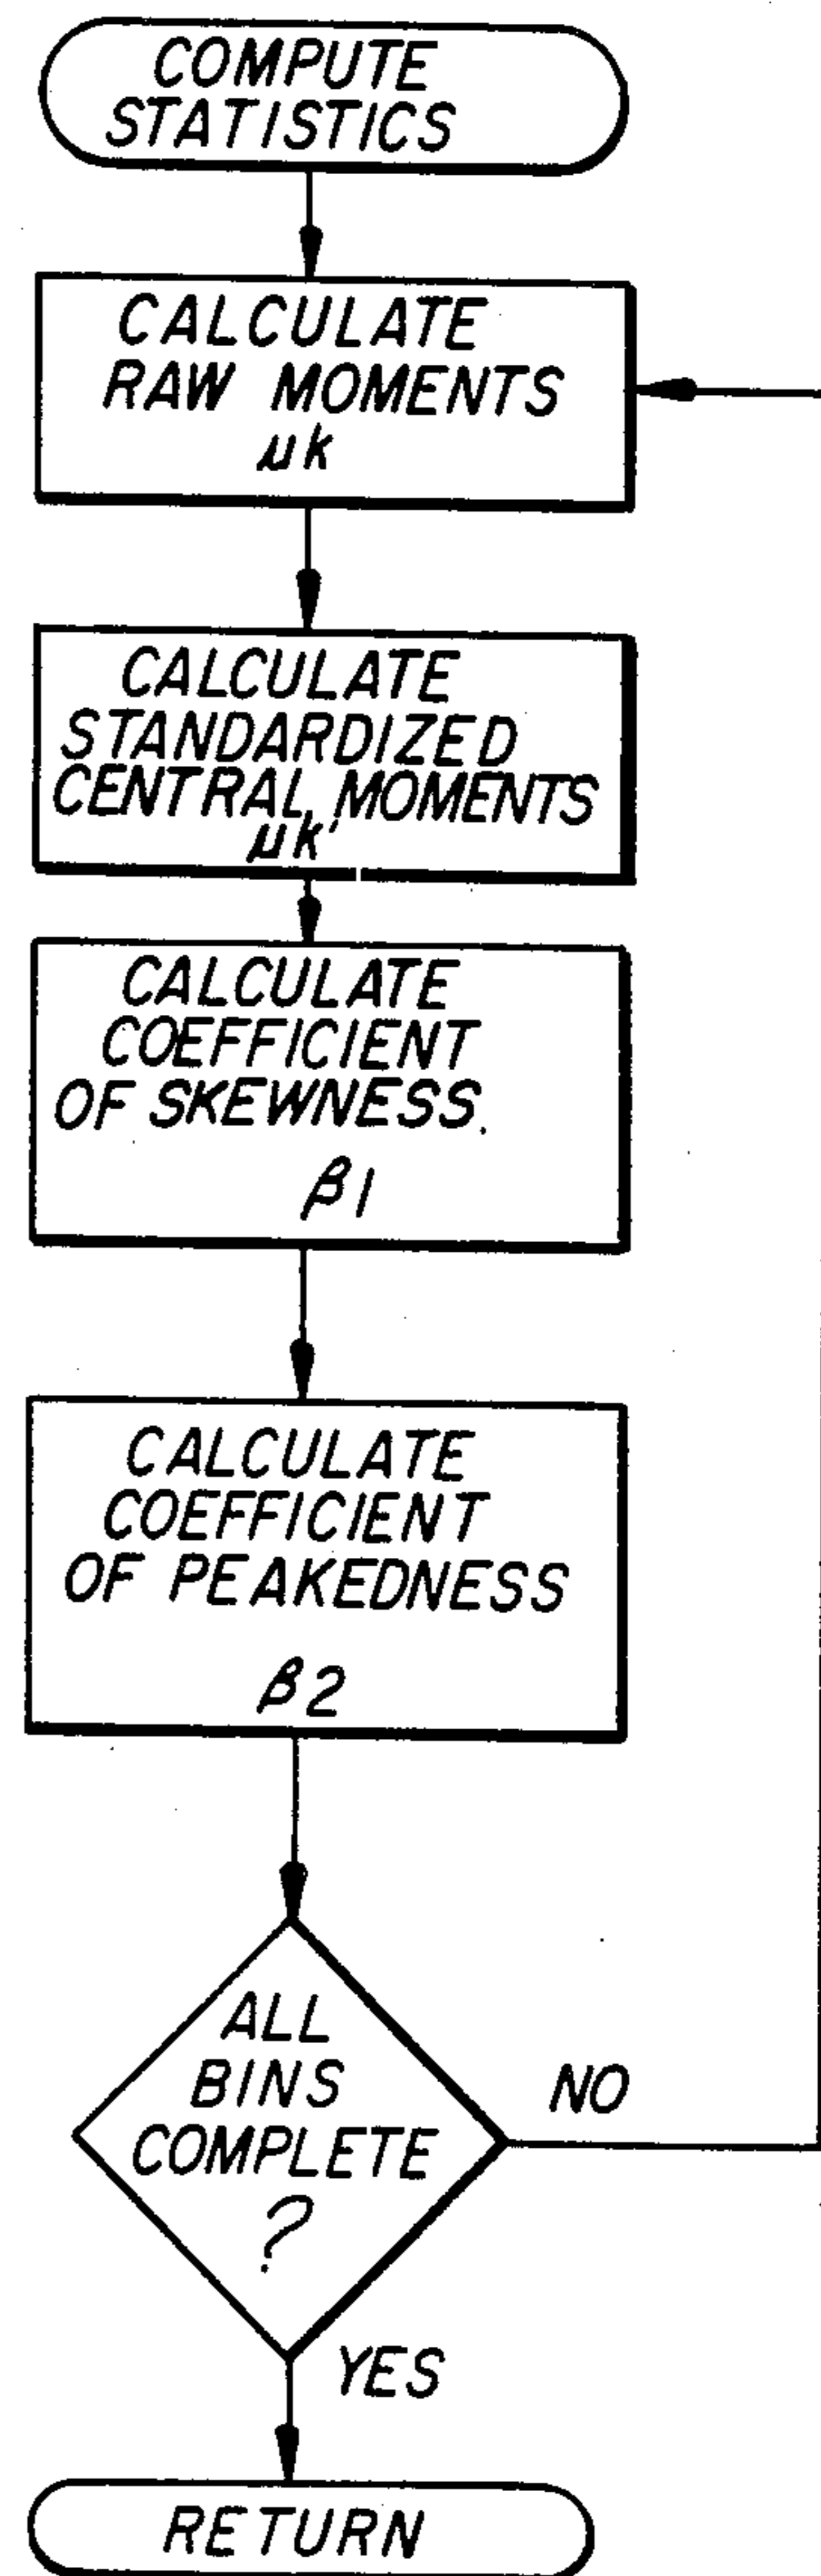 COMPUTE
STATISTICS
CALCULATE
RAW MOMENTS
μk
CALCULATE
STANDARDIZED
CENTRAL MOMENTS
μk'
CALCULATE
COEFFICIENT
OF SKEWNESS.
β1
CALCULATE
COEFFICIENT
OF PEAKEDNESS
β2
ALL
BINS
COMPLETE
?
NO
YES
RETURN